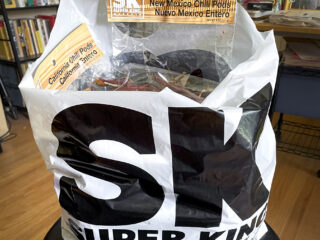 SK
New Mexico Chili Pods
Nuevo Mexico Entero
California Chili Pods
California Entero
SK
SUPER KING